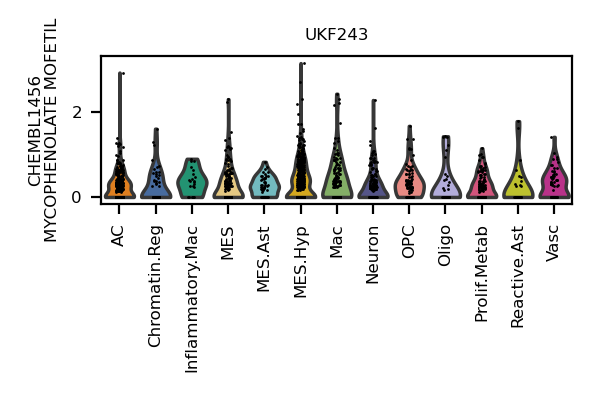 UKF243
CHEMBL1456
MYCOPHENOLATE MOFETIL
2
0
AC
Chromatin.Reg
Inflammatory.Mac
MES
MES.Ast
MES.Hyp
Mac
Neuron
OPC
Oligo
Prolif.Metab
Reactive.Ast
Vasc